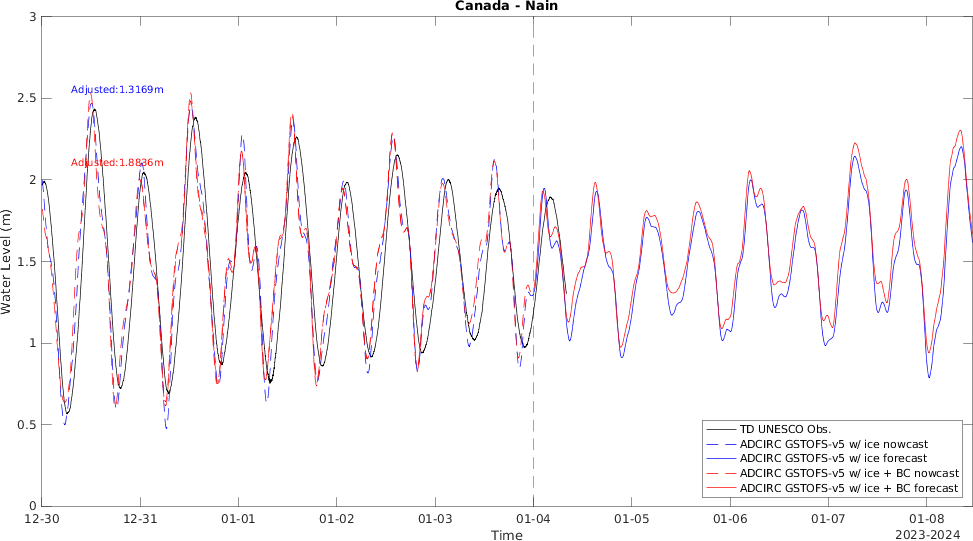 Canada - Nain
3
2.5
2
1.5
1
0.5
0
Water Level (m)
Adjusted:1.3169m
Adjusted:1.8836m
TD UNESCO Obs.
ADCIRC GSTOFS-v5 w/ ice nowcast
ADCIRC GSTOFS-v5 w/ ice forecast
ADCIRC GSTOFS-v5 w/ ice + BC nowcast
ADCIRC GSTOFS-v5 w/ ice + BC forecast
12-30 12-31 01-01 01-02 01-03 01-04 01-05 01-06 01-07 01-08
Time
2023-2024